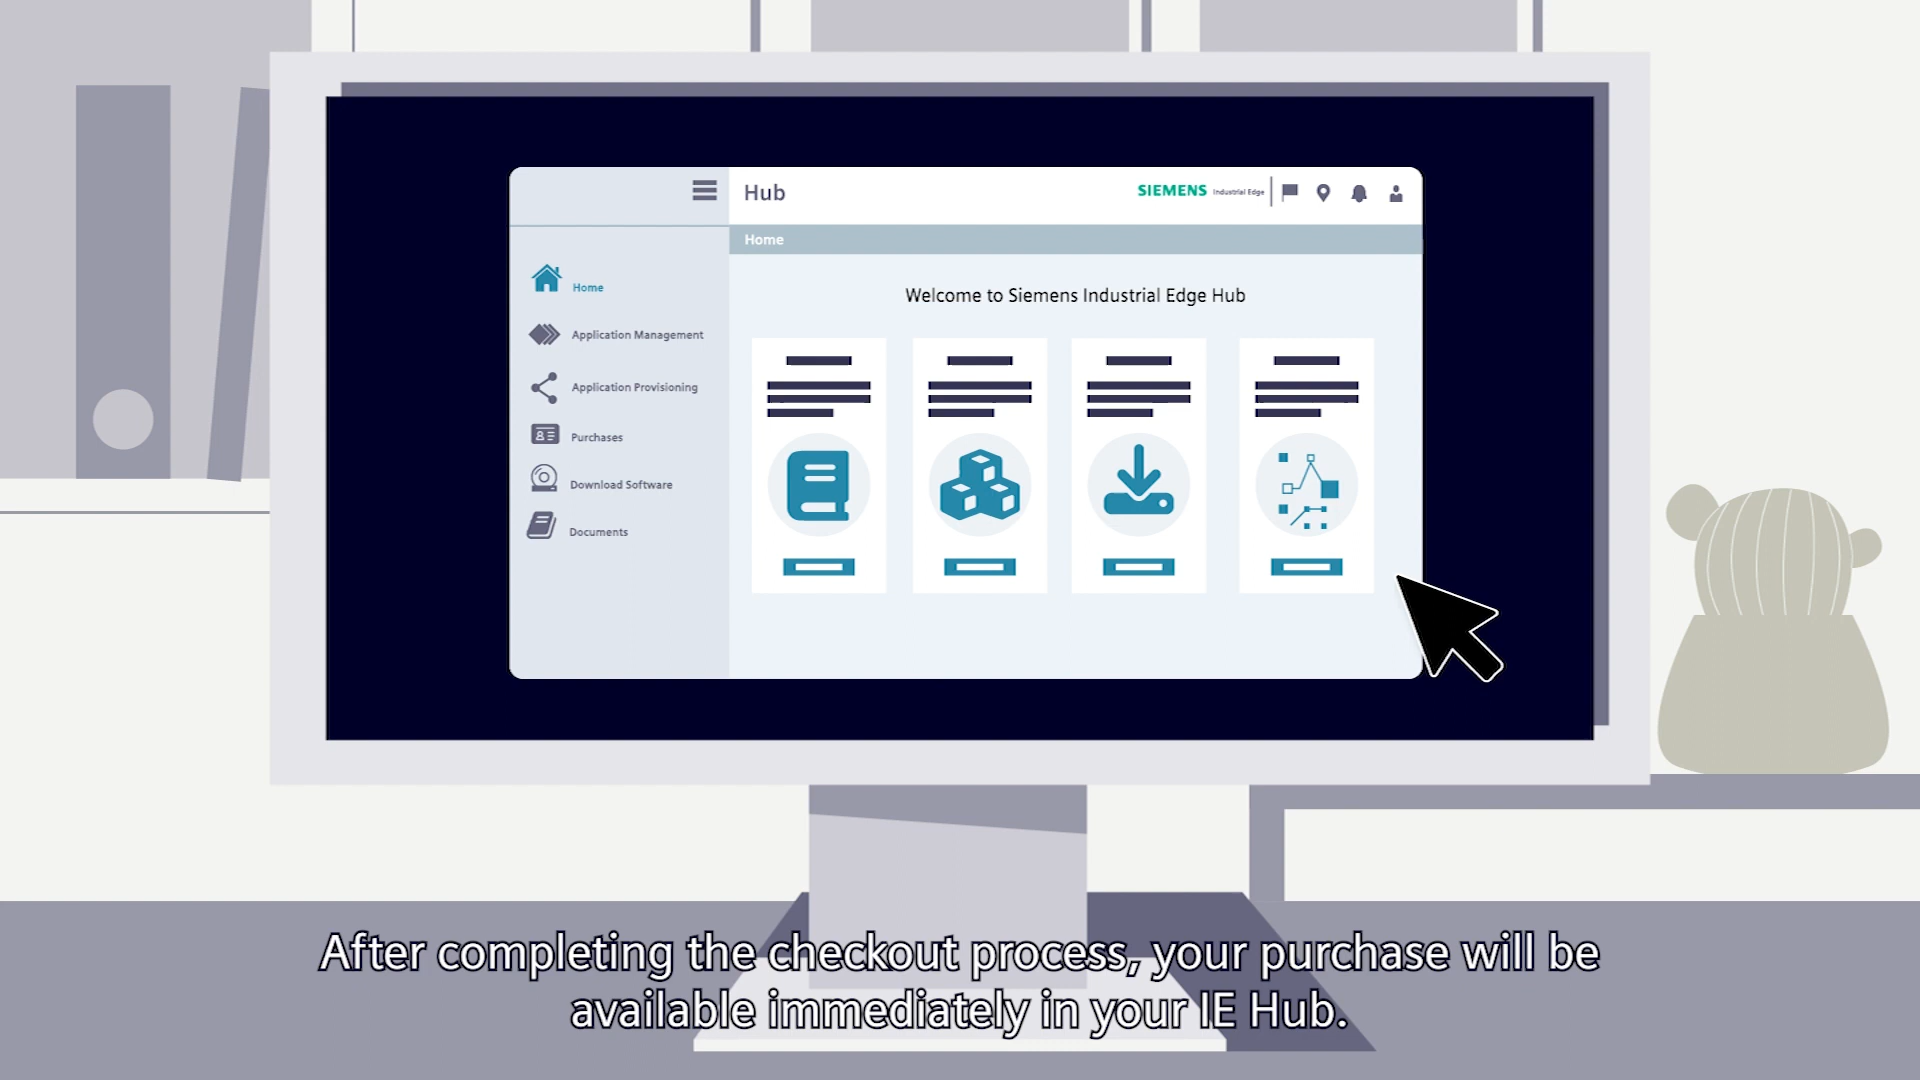 Hub
SIEMENS Industrial Edge
Home
Home
Application Management
Application Provisioning
Purchases
Download Software
Documents
Welcome to Siemens Industrial Edge Hub
After completing the checkout process, your purchase will be
available immediately in your IE Hub.